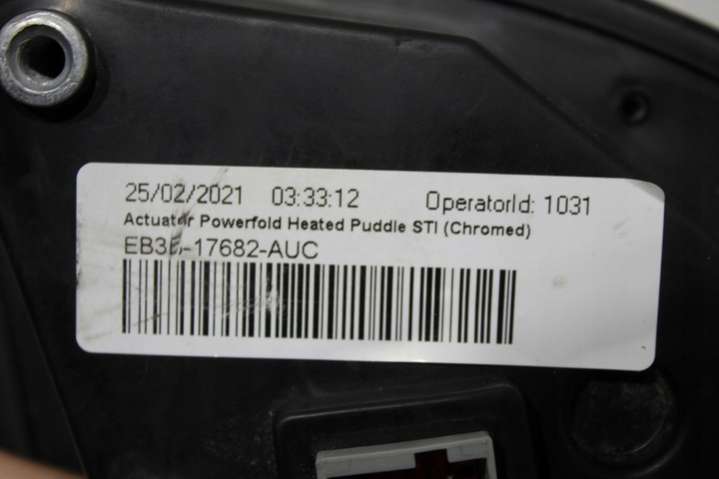 25/02/2021 03:33:12 OperatorId: 1031
Actuator Powerfold Heated Puddle STI (Chromed)
EB3B-17682-AUC